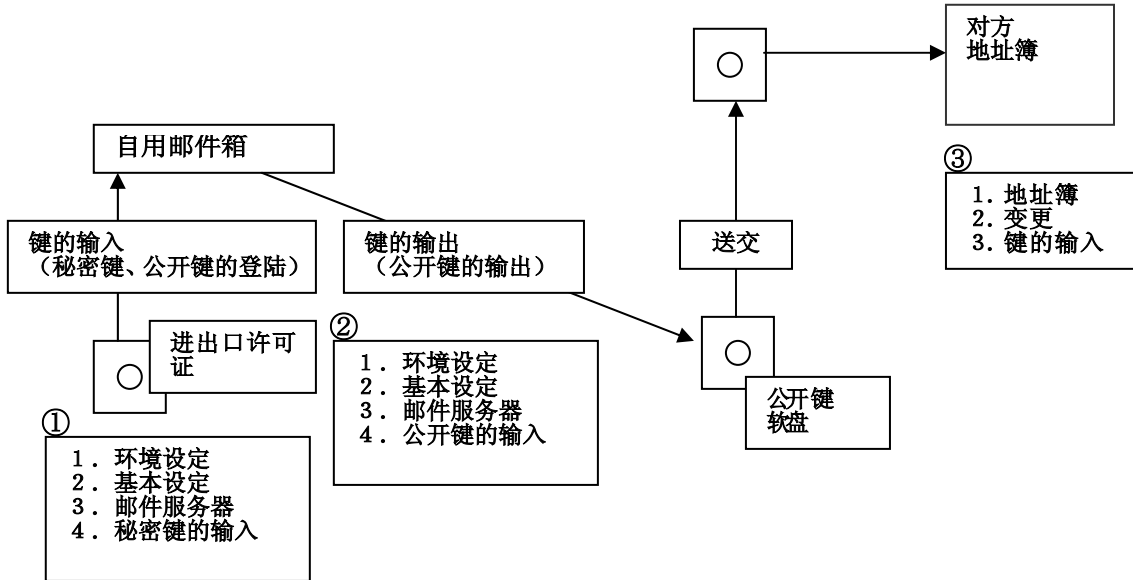 对方
地址簿
○
自用邮件箱
③
1. 地址簿
2. 变更
3. 键的输入
键的输入
（秘密键、公开键的登陆）
键的输出
（公开键的输出）
送交
②
进出口许可
证
○
1. 环境设定
2. 基本设定
3. 邮件服务器
4. 公开键的输入
○
公开键
软盘
①
1. 环境设定
2. 基本设定
3. 邮件服务器
4. 秘密键的输入